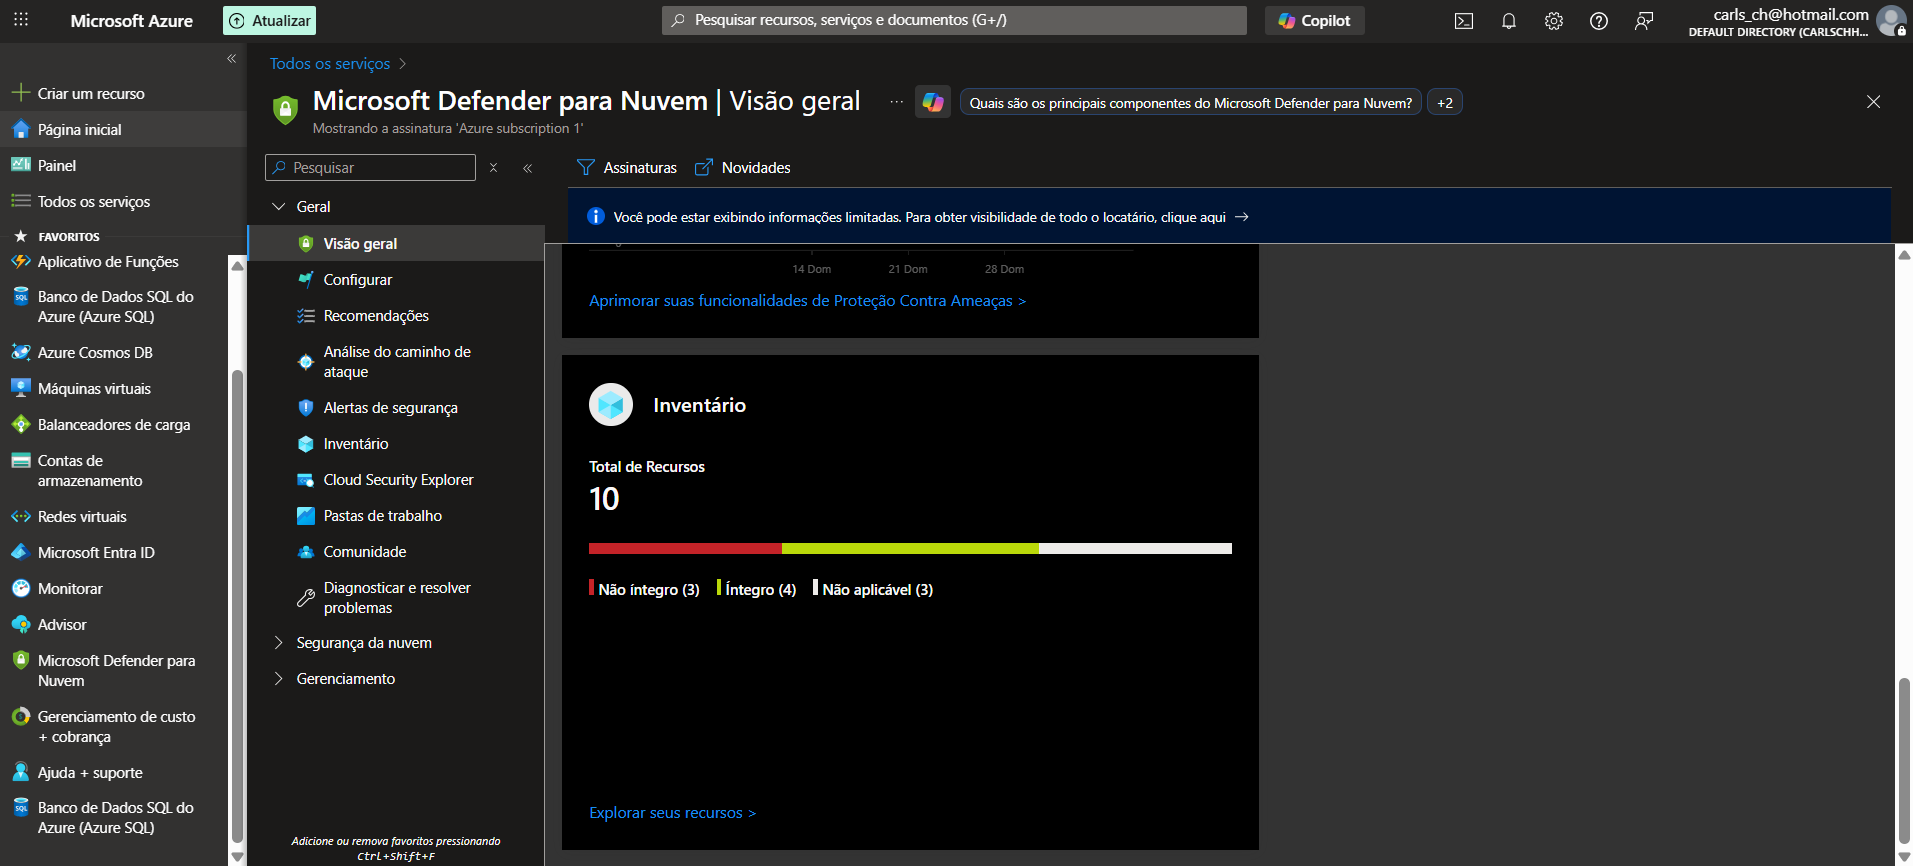 Microsoft Azure
Atualizar
Pesquisar recursos, serviços e documentos (G+/)
Copilot
carls_ch@hotmail.com
DEFAULT DIRECTORY (CARLSCHH...
Criar um recurso
Página inicial
Painel
Todos os serviços
FAVORITOS
Aplicativo de Funções
Banco de Dados SQL do
Azure (Azure SQL)
Azure Cosmos DB
Máquinas virtuais
Balanceadores de carga
Contas de
armazenamento
Redes virtuais
Microsoft Entra ID
Monitorar
Advisor
Microsoft Defender para
Nuvem
Gerenciamento de custo
+ cobrança
Ajuda + suporte
Banco de Dados SQL do
Azure (Azure SQL)
Todos os serviços >
Microsoft Defender para Nuvem | Visão geral
...
Quais são os principais componentes do Microsoft Defender para Nuvem?
+2
Mostrando a assinatura 'Azure subscription 1'
Pesquisar
Geral
Visão geral
Configurar
Recomendações
Análise do caminho de
ataque
Alertas de segurança
Inventário
Cloud Security Explorer
Pastas de trabalho
Comunidade
Diagnosticar e resolver
problemas
Segurança da nuvem
Gerenciamento
Adicione ou remova favoritos pressionando
Ctrl+Shift+F
Assinaturas
Novidades
Você pode estar exibindo informações limitadas. Para obter visibilidade de todo o locatário, clique aqui →
14 Dom
21 Dom
28 Dom
Aprimorar suas funcionalidades de Proteção Contra Ameaças >
Inventário
Total de Recursos
10
Não íntegro (3)
Íntegro (4)
Não aplicável (3)
Explorar seus recursos >